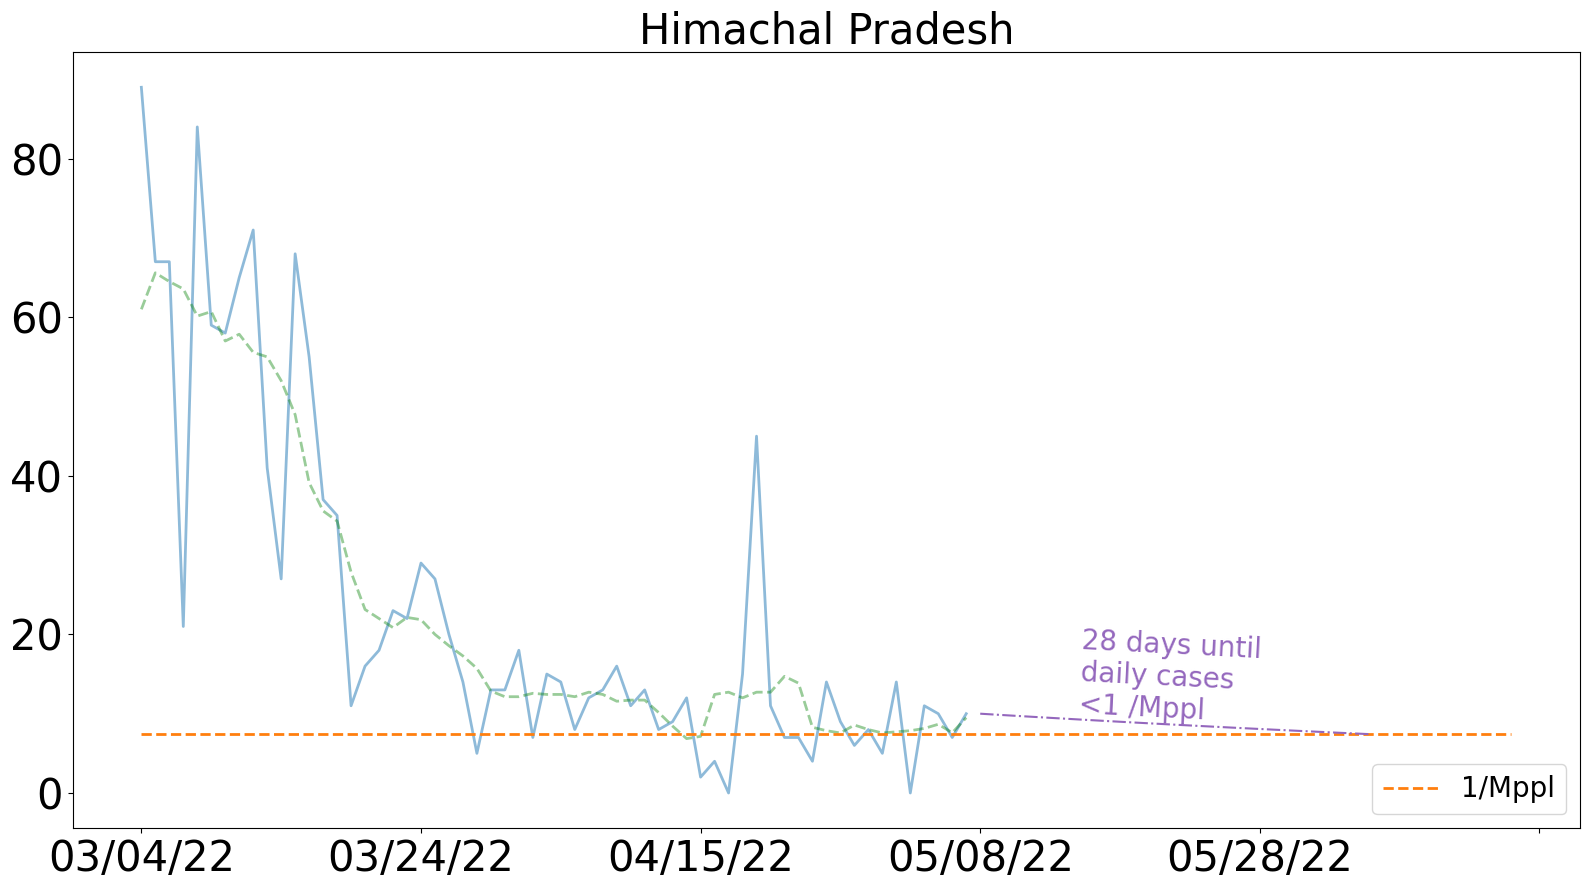 Himachal Pradesh
80
60
40
20
0
28 days until
daily cases
<1 /Mppl
1/Mppl
03/04/22 03/24/22 04/15/22 05/08/22 05/28/22